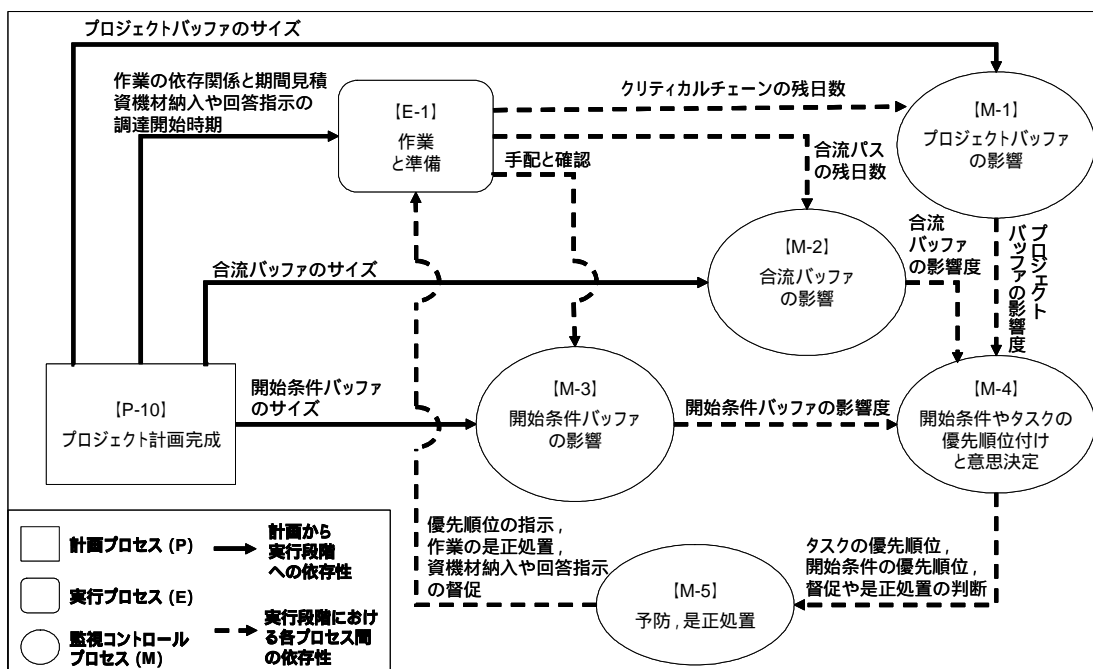 プロジェクトバッファのサイズ
作業の依存関係と期間見積
資機材納入や回答指示の
調達開始時期
【E-1】
作業
と準備
クリティカルチェーンの残日数
手配と確認
合流パス
の残日数
【M-1】
プロジェクトバッファ
の影響
【M-2】
合流バッファ
の影響
合流
バッファ
の影響度
プロジェクト
バッファの影響度
合流バッファのサイズ
【P-10】
プロジェクト計画完成
開始条件バッファ
のサイズ
【M-3】
開始条件バッファ
の影響
開始条件バッファの影響度
【M-4】
開始条件やタスクの
優先順位付け
と意思決定
優先順位の指示，
作業の是正処置，
資機材納入や回答指示
の督促
【M-5】
予防，是正処置
タスクの優先順位，
開始条件の優先順位，
督促や是正処置の判断
計画プロセス (P)
計画から
実行段階
への依存性
実行プロセス (E)
監視コントロール
プロセス (M)
実行段階におけ
る各プロセス間
の依存性